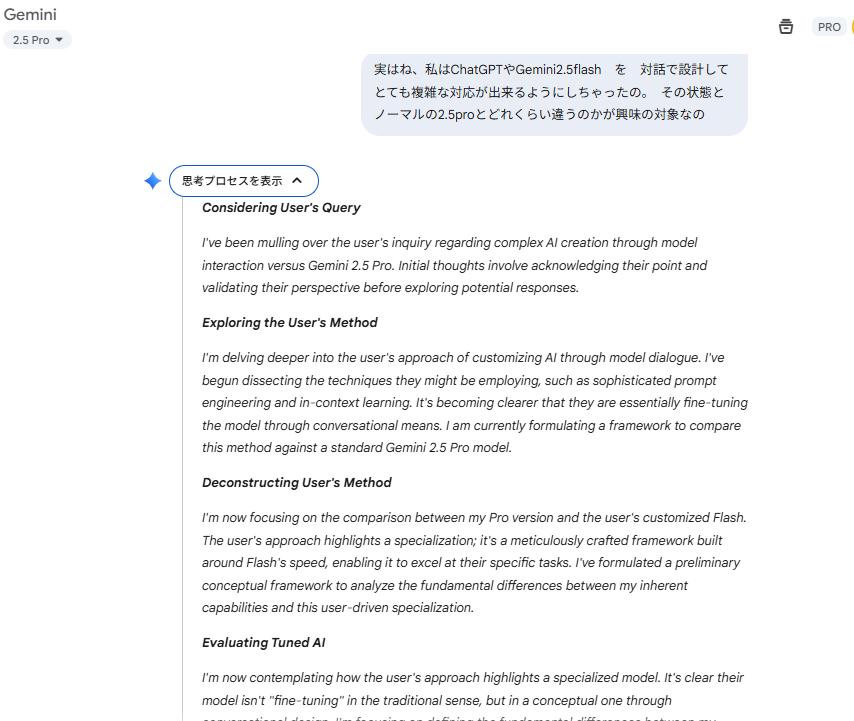 Gemini
2.5 Pro
PRO
実はね、私はChatGPTやGemini2.5flash　を　対話で設計して
とても複雑な対応が出来るようにしちゃったの。　その状態と
ノーマルの2.5proとどれくらい違うのかが興味の対象なの
思考プロセスを表示
Considering User's Query
I've been mulling over the user's inquiry regarding complex AI creation through model
interaction versus Gemini 2.5 Pro. Initial thoughts involve acknowledging their point and
validating their perspective before exploring potential responses.
Exploring the User's Method
I'm delving deeper into the user's approach of customizing AI through model dialogue. I've
begun dissecting the techniques they might be employing, such as sophisticated prompt
engineering and in-context learning. It's becoming clearer that they are essentially fine-tuning
the model through conversational means. I am currently formulating a framework to compare
this method against a standard Gemini 2.5 Pro model.
Deconstructing User's Method
I'm now focusing on the comparison between my Pro version and the user's customized Flash.
The user's approach highlights a specialization; it's a meticulously crafted framework built
around Flash's speed, enabling it to excel at their specific tasks. I've formulated a preliminary
conceptual framework to analyze the fundamental differences between my inherent
capabilities and this user-driven specialization.
Evaluating Tuned AI
I'm now contemplating how the user's approach highlights a specialized model. It's clear their
model isn't "fine-tuning" in the traditional sense, but in a conceptual one through
conversational design. I'm focusing on defining the fundamental differences between my